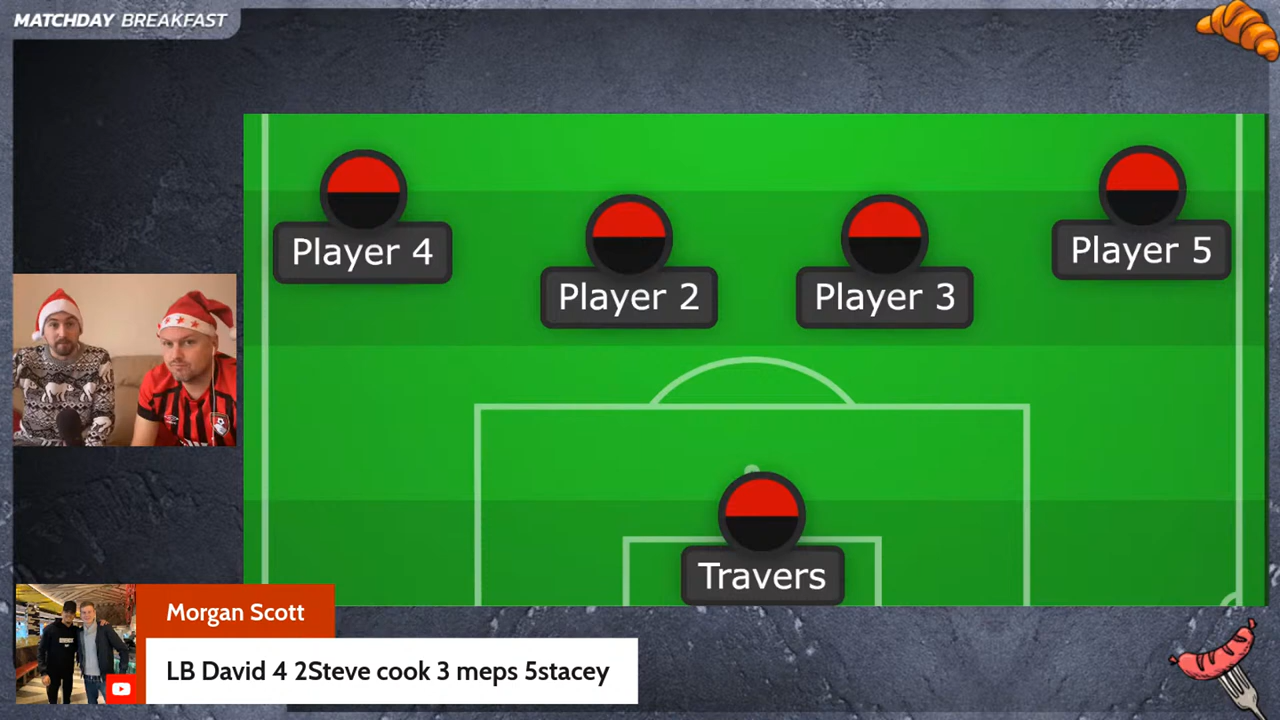 MATCHDAY BREAKFAST
Player 4
Player 5
Player 2
Player 3
Travers
Morgan Scott
LB David 4 2Steve cook 3 meps 5stacey